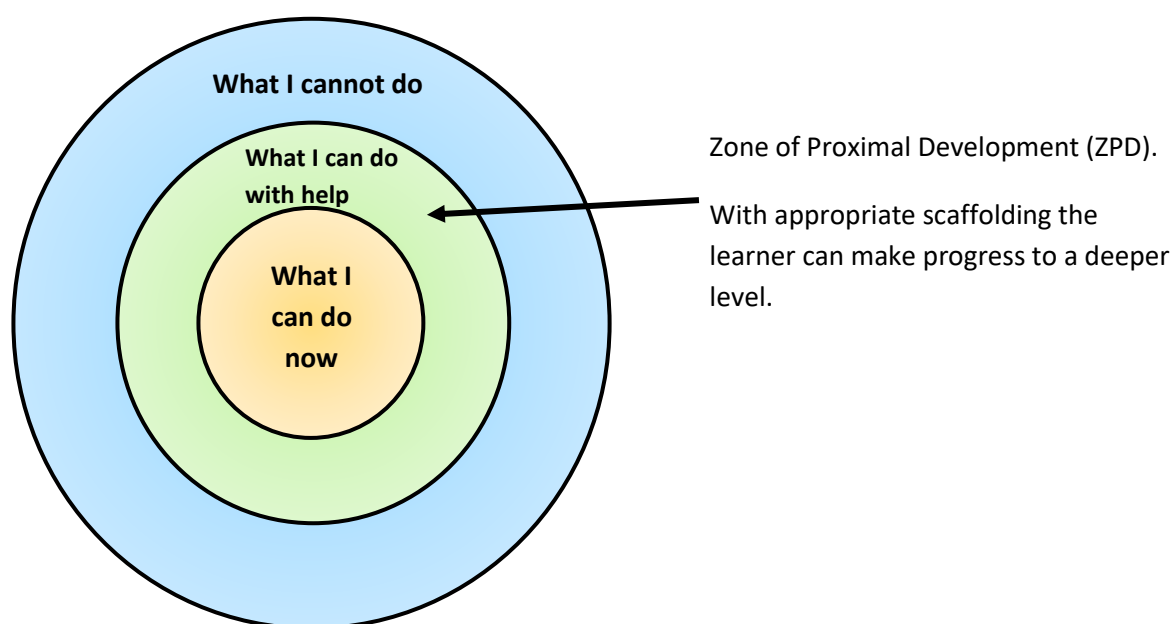 What I cannot do
What I can do
with help
What I
can do
now
Zone of Proximal Development (ZPD).
With appropriate scaffolding the
learner can make progress to a deeper
level.